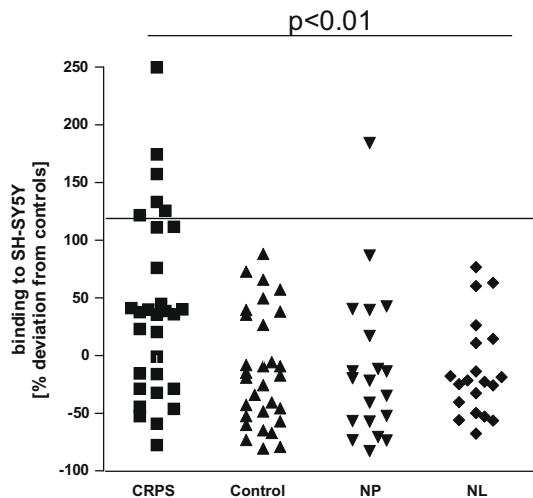 p<0.01
binding to SH-SY5Y
[% deviation from controls]
250
200
150
100
50
0
-50
-100
CRPS Control NP NL